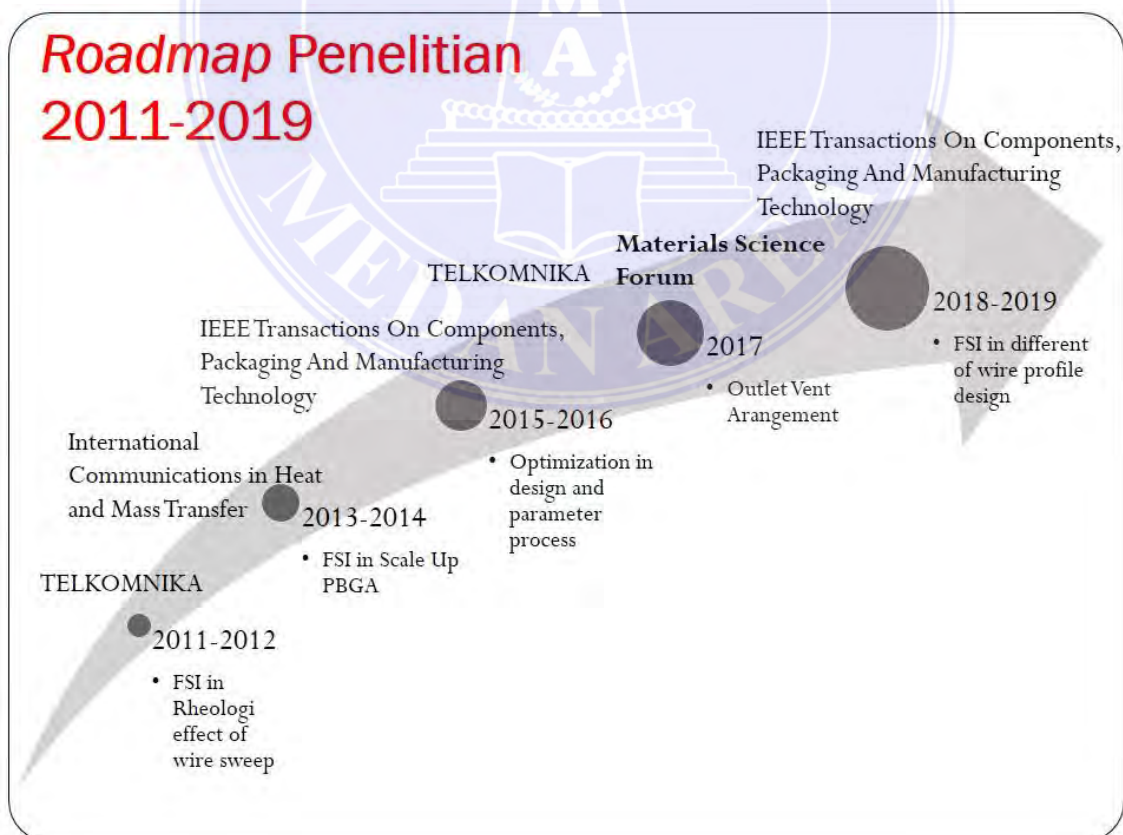 Roadmap Penelitian
2011-2019
M
A
MEDAN AREA
IEEE Transactions On Components,
Packaging And Manufacturing
Technology
2018-2019
• FSI in different
of wire profile
design
Materials Science
Forum
2017
• Outlet Vent
Arangement
TELKOMNIKA
IEEE Transactions On Components,
Packaging And Manufacturing
Technology
2015-2016
• Optimization in
design and
parameter
process
International
Communications in Heat
and Mass Transfer
2013-2014
• FSI in Scale Up
PBGA
TELKOMNIKA
2011-2012
• FSI in
Rheologi
effect of
wire sweep